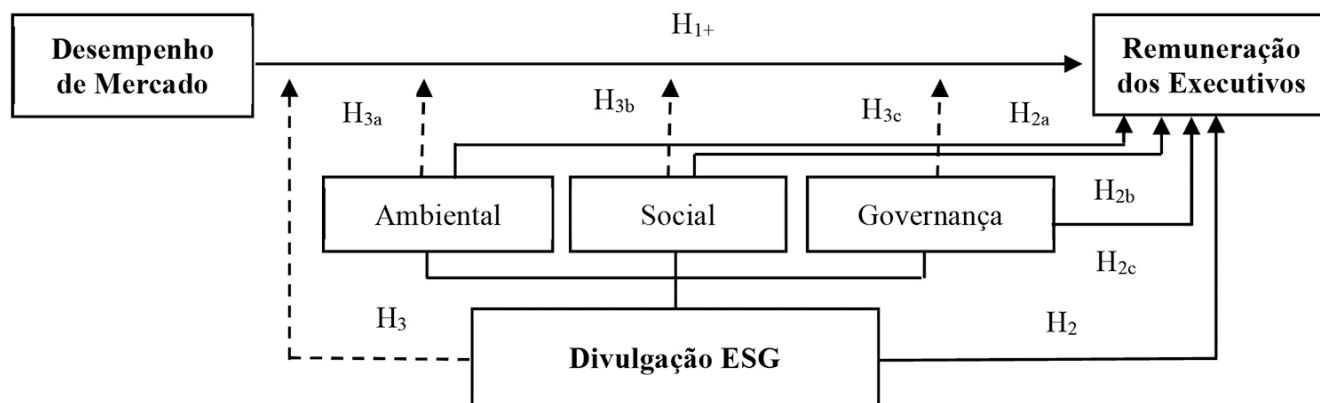 H1+
Desempenho
de Mercado
Remuneração
dos Executivos
H3a
H3b
H3c
H2a
Ambiental
Social
Governança
H2b
H2c
H3
H2
Divulgação ESG